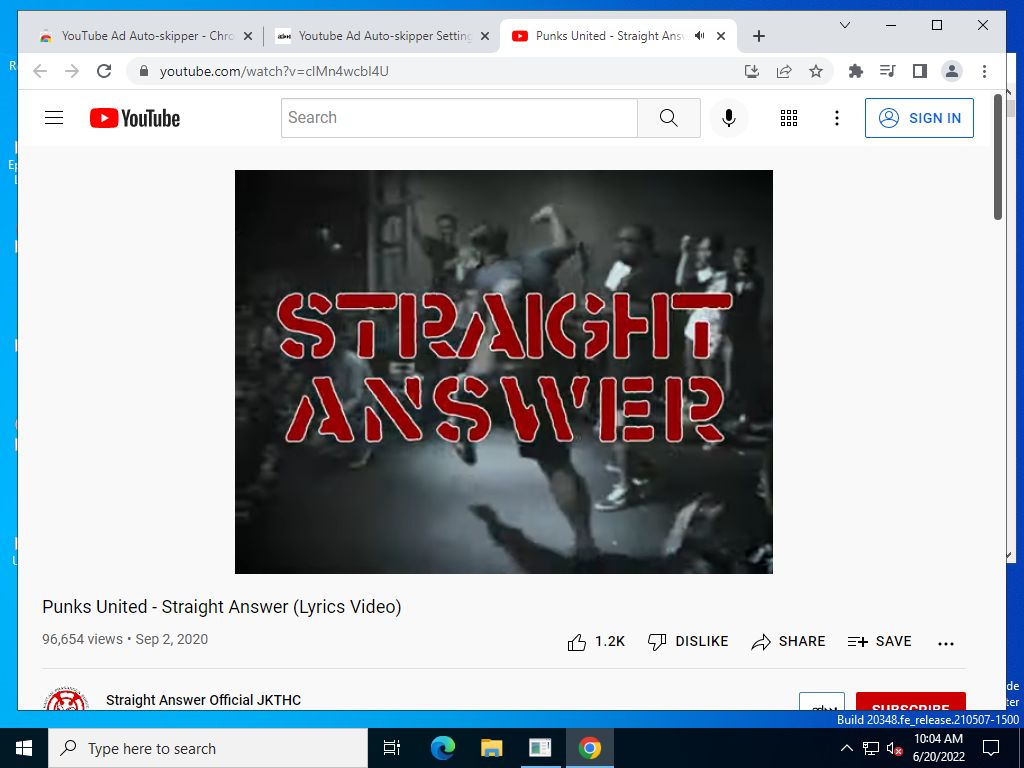 YouTube Ad Auto-skipper - Chro
Youtube Ad Auto-skipper Setting
Punks United - Straight Answ
youtube.com/watch?v=clMn4wcbI4U
YouTube
Search
SIGN IN
STRAIGHT
ANSWER
Punks United - Straight Answer (Lyrics Video)
96,654 views • Sep 2, 2020
1.2K
DISLIKE
SHARE
SAVE
Straight Answer Official JKTHC
SUBSCRIBE
Build 20348.fe_release.210507-1500
Type here to search
10:04 AM
6/20/2022